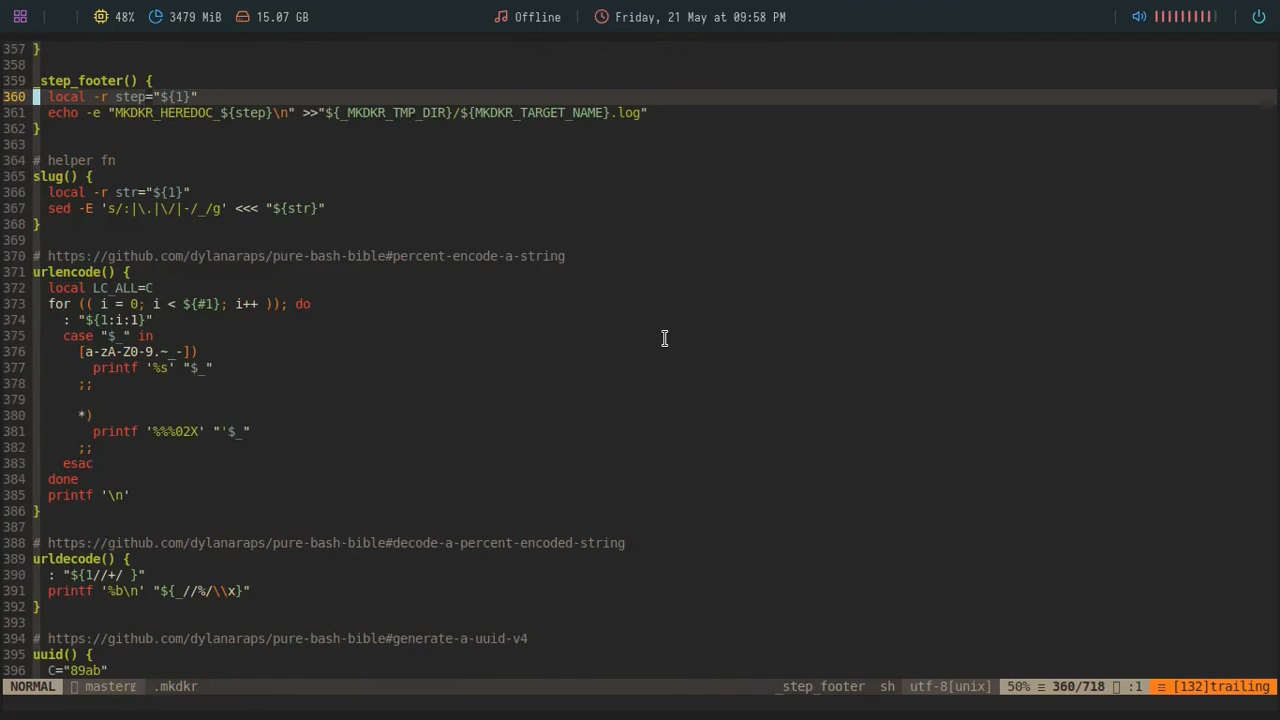 48% 3479 MiB 15.07 GB Offline Friday, 21 May at 09:58 PM
357 }
358
359 _step_footer() {
360   local -r step="${1}"
361   echo -e "MKDKR_HEREDOC_${step}\n" >>"${_MKDKR_TMP_DIR}/${MKDKR_TARGET_NAME}.log"
362 }
363
364 # helper fn
365 slug() {
366   local -r str="${1}"
367   sed -E 's/:|\.|\/|-/_/g' <<< "${str}"
368 }
369
370 # https://github.com/dylanaraps/pure-bash-bible#percent-encode-a-string
371 urlencode() {
372   local LC_ALL=C
373   for (( i = 0; i < ${#1}; i++ )); do
374     : "${1:i:1}"
375     case "$_" in
376       [a-zA-Z0-9.~_-])
377         printf '%s' "$_"
378       ;;
379
380       *)
381         printf '%%%02X' "'$_"
382       ;;
383     esac
384   done
385   printf '\n'
386 }
387
388 # https://github.com/dylanaraps/pure-bash-bible#decode-a-percent-encoded-string
389 urldecode() {
390   : "${1//+/ }"
391   printf '%b\n' "${_//%/\\x}"
392 }
393
394 # https://github.com/dylanaraps/pure-bash-bible#generate-a-uuid-v4
395 uuid() {
396   C="89ab"
NORMAL master .mkdkr _step_footer sh utf-8[unix] 50% ≡ 360/718 :1 ≡ [132]trailing